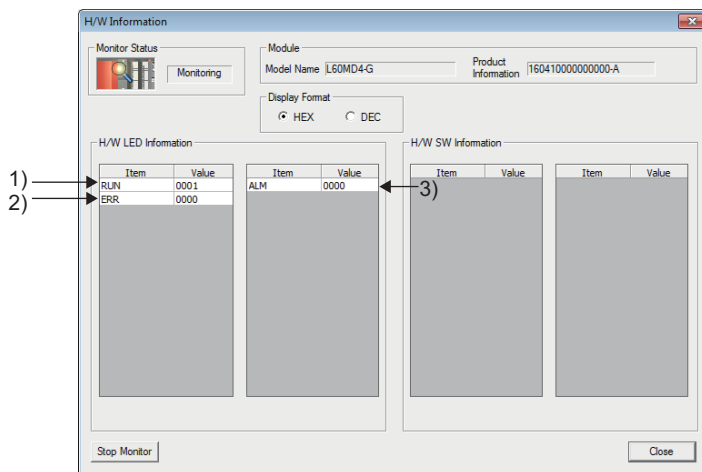 H/W Information
Monitor Status
Monitoring
Module
Model Name L60MD4-G
Product Information 160410000000000-A
Display Format
HEX DEC
H/W LED Information
H/W SW Information
Item Value Item Value Item Value Item Value
1) RUN 0001 ALM 0000 3)
2) ERR 0000
Stop Monitor Close